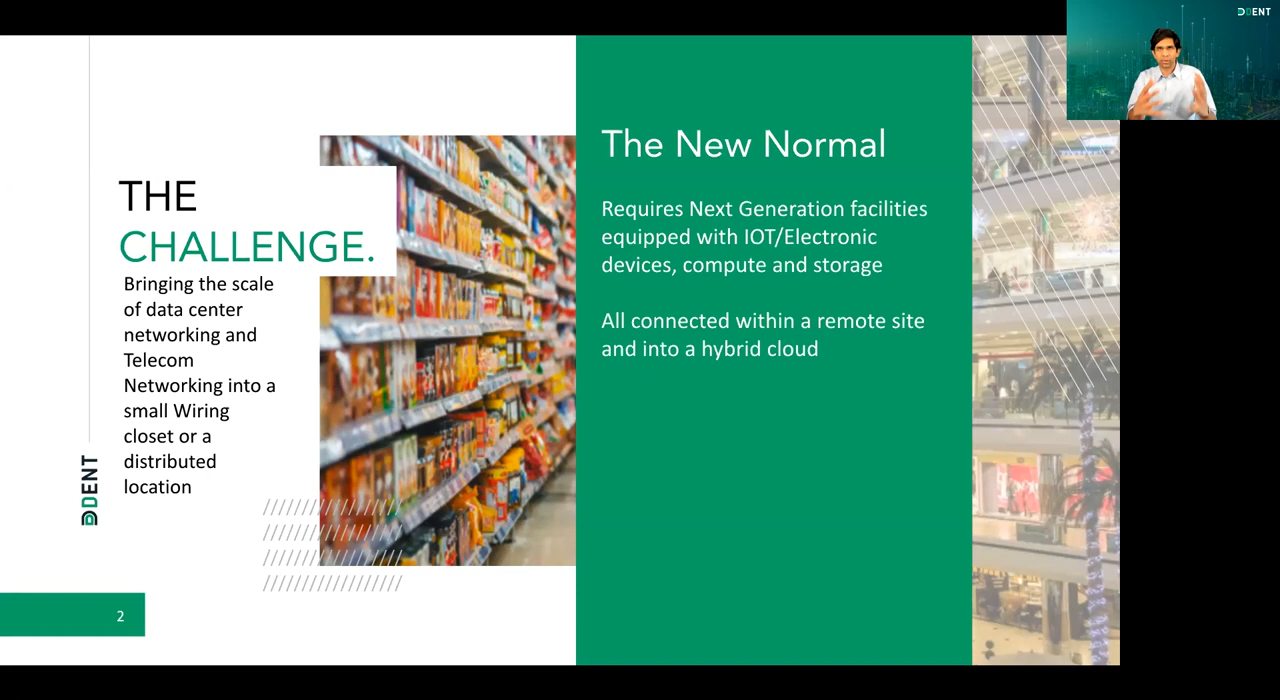 THE
CHALLENGE.
Bringing the scale
of data center
networking and
Telecom
Networking into a
small Wiring
closet or a
distributed
location
DENT
2
The New Normal
Requires Next Generation facilities
equipped with IOT/Electronic
devices, compute and storage
All connected within a remote site
and into a hybrid cloud
DENT